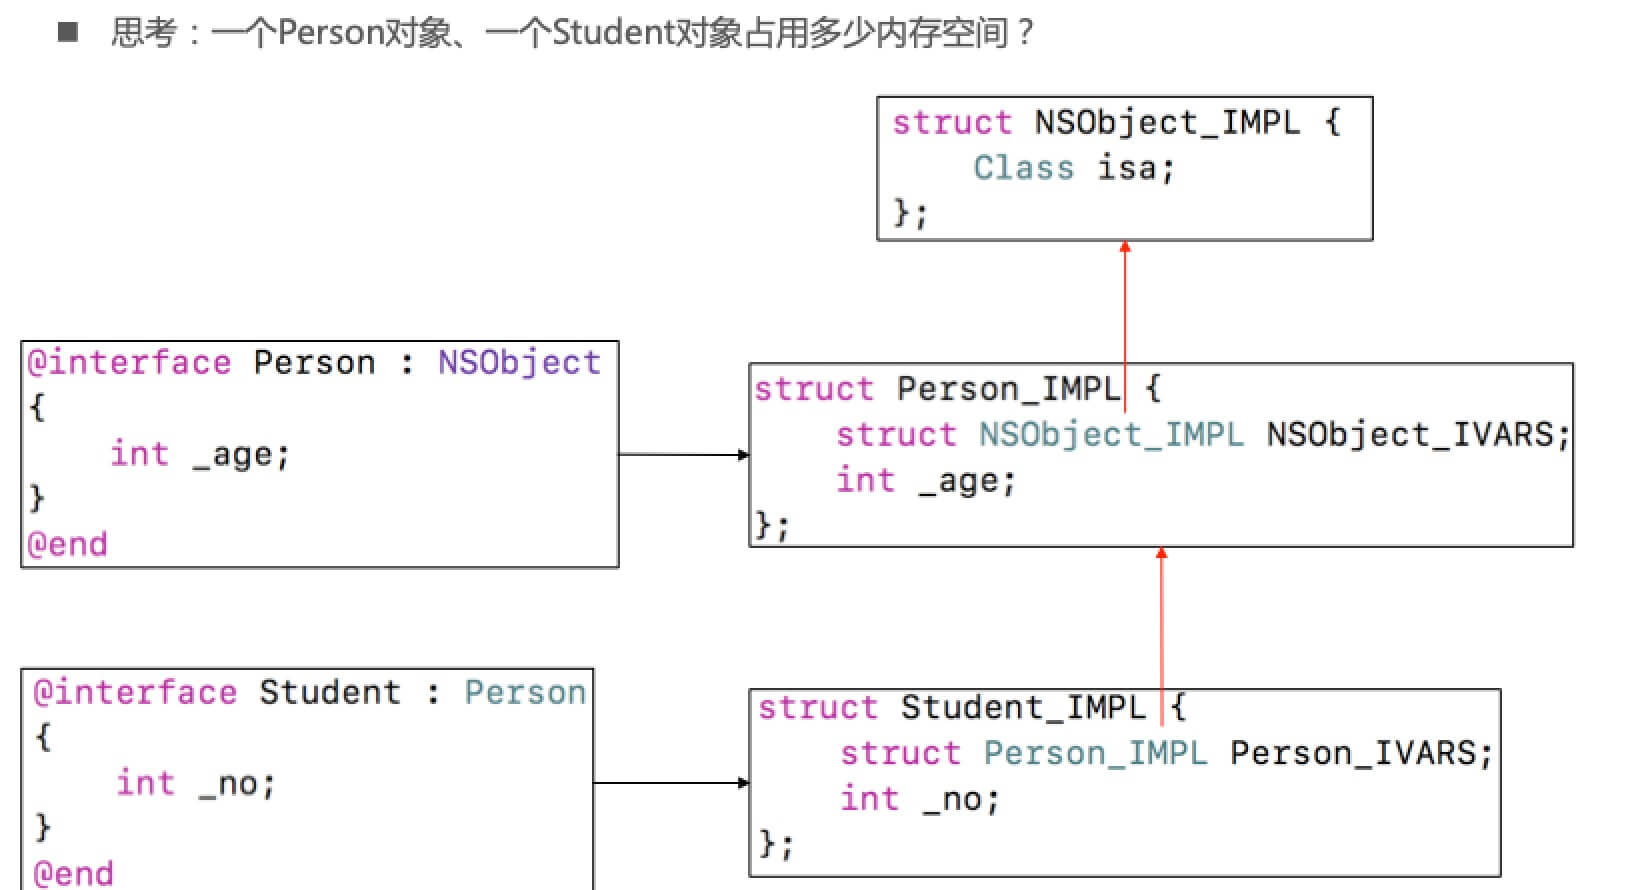 思考：一个Person对象、一个Student对象占用多少内存空间？
struct NSObject_IMPL {
Class isa;
};
@interface Person : NSObject
{
int _age;
}
@end
struct Person_IMPL {
struct NSObject_IMPL NSObject_IVARS;
int _age;
};
@interface Student : Person
{
int _no;
}
@end
struct Student_IMPL {
struct Person_IMPL Person_IVARS;
int _no;
};